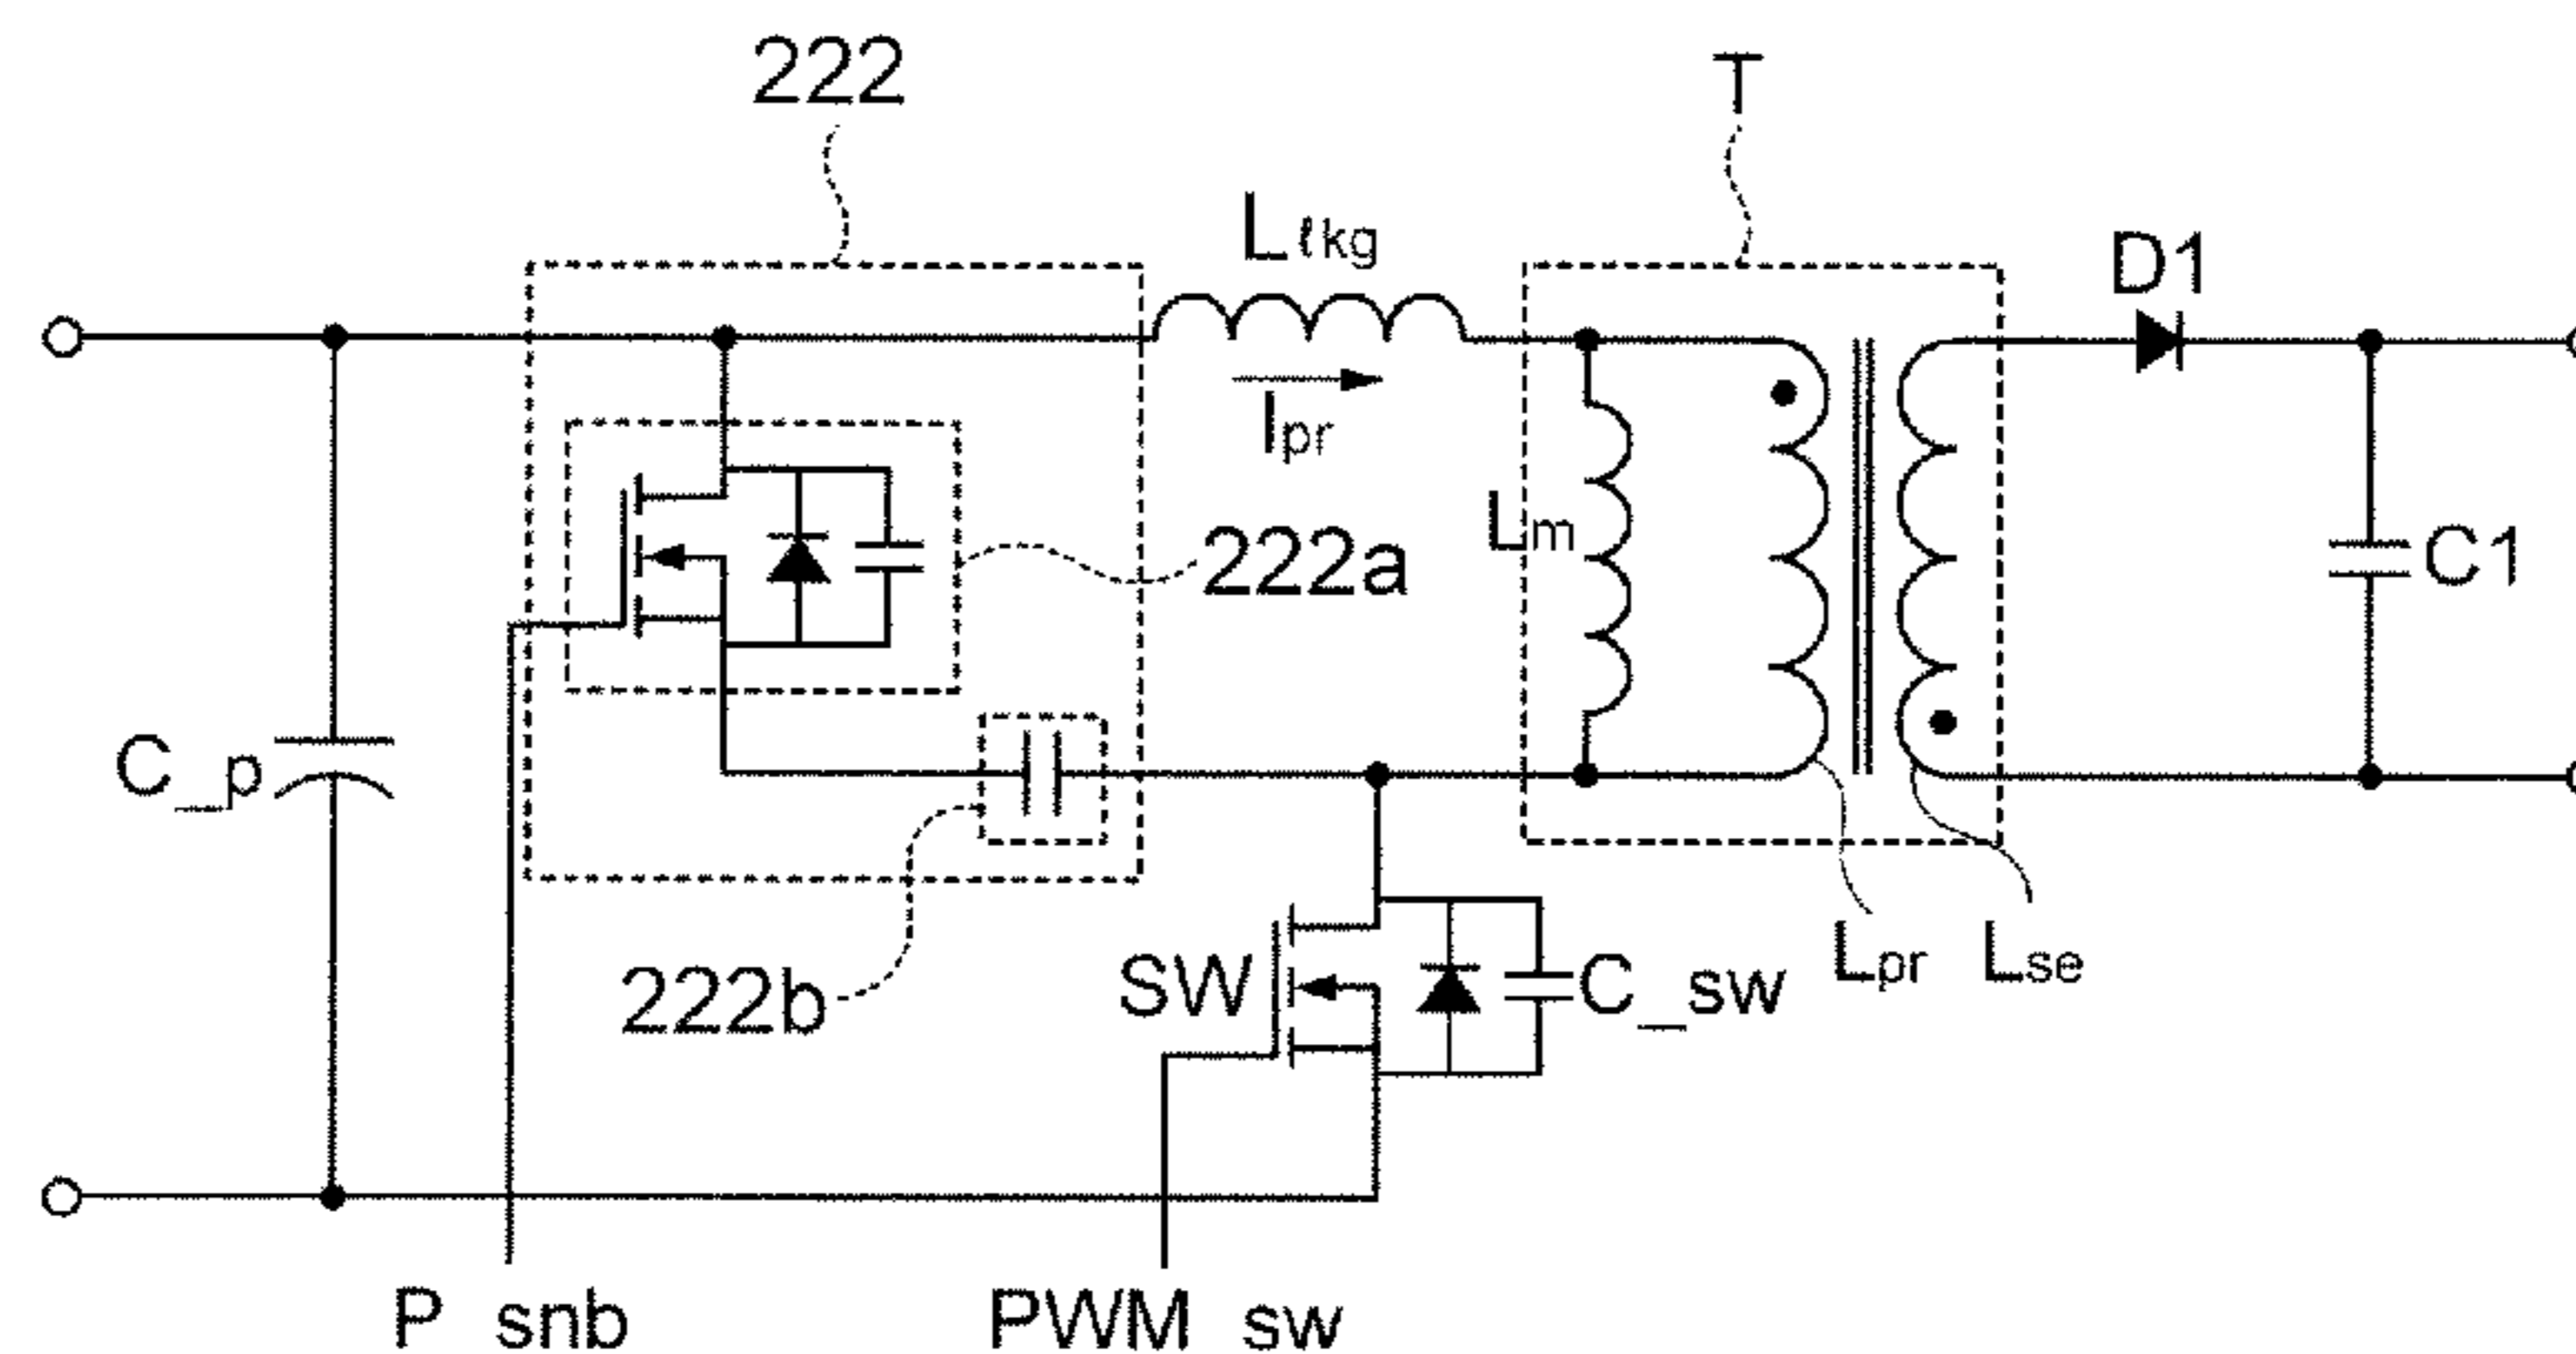 222
T
Lℓkg
D1
Ipr
Lm
222a
C1
C_p
222b
SW
C_sw
Lpr
Lse
P snb
PWM sw